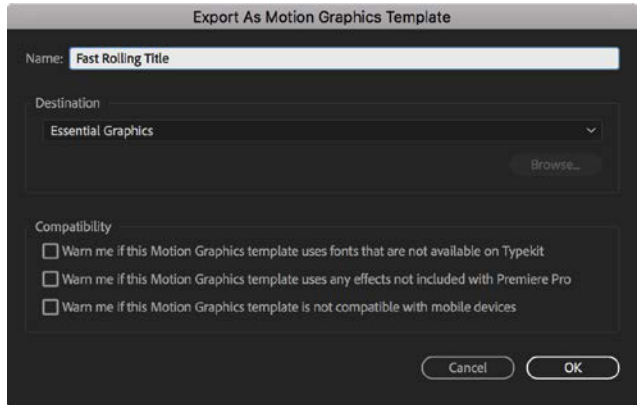 Export As Motion Graphics Template
Name: Fast Rolling Title
Destination
Essential Graphics
Browse...
Compatibility
Warn me if this Motion Graphics template uses fonts that are not available on Typekit
Warn me if this Motion Graphics template uses any effects not included with Premiere Pro
Warn me if this Motion Graphics template is not compatible with mobile devices
Cancel OK